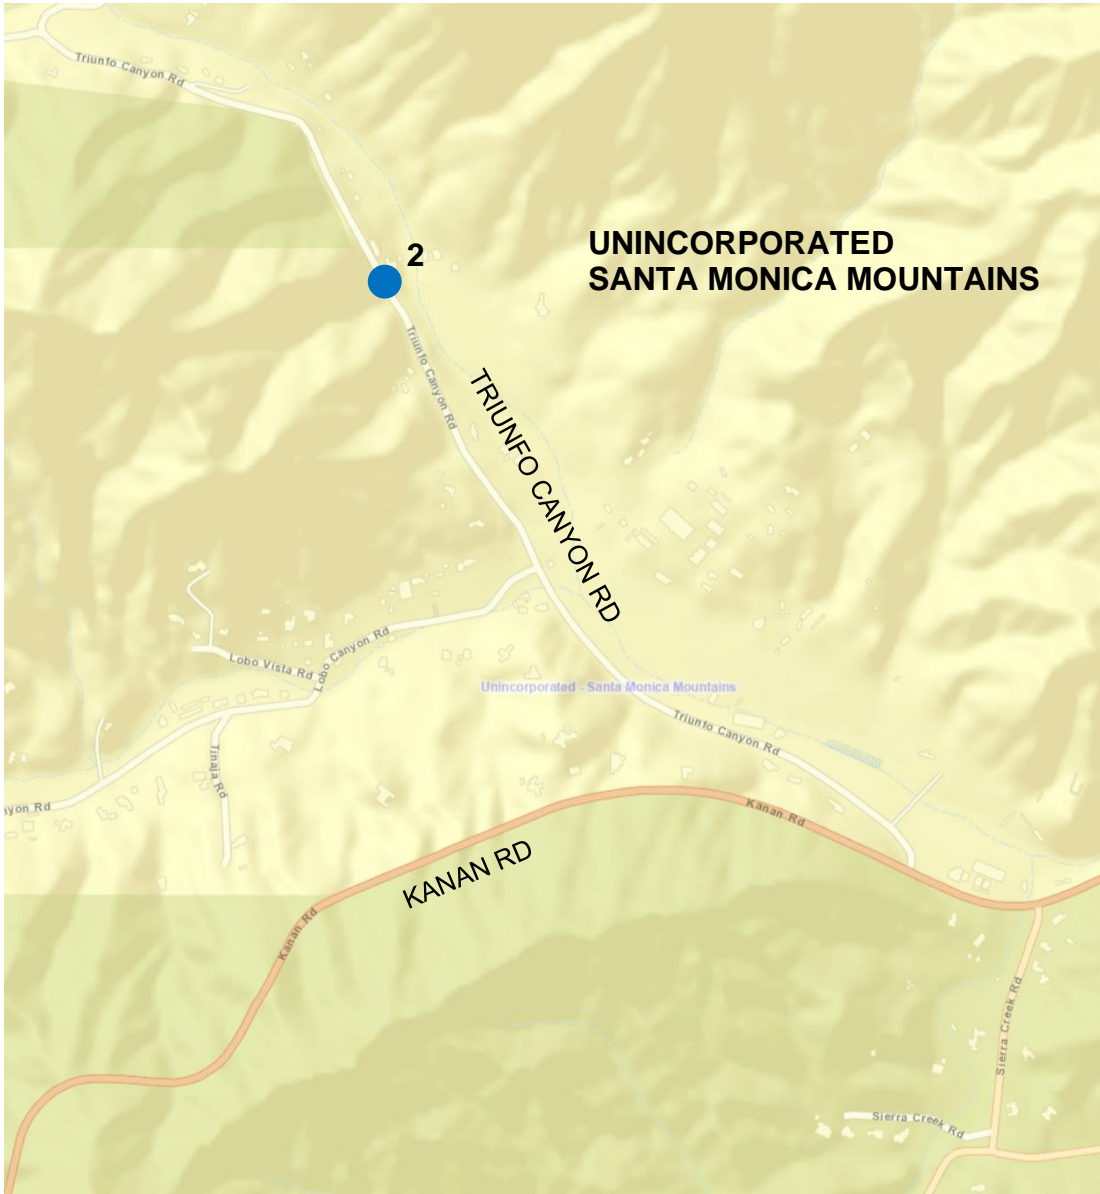 Triunfo Canyon Rd
2
UNINCORPORATED
SANTA MONICA MOUNTAINS
Triunfo Canyon Rd
TRIUNFO CANYON RD
Lobo Canyon Rd
Lobo Vista Rd
Unincorporated - Santa Monica Mountains
Triunfo Canyon Rd
Tinaja Rd
nyon Rd
Kanan Rd
KANAN RD
Kanan Rd
Sierra Creek Rd
Sierra Creek Rd